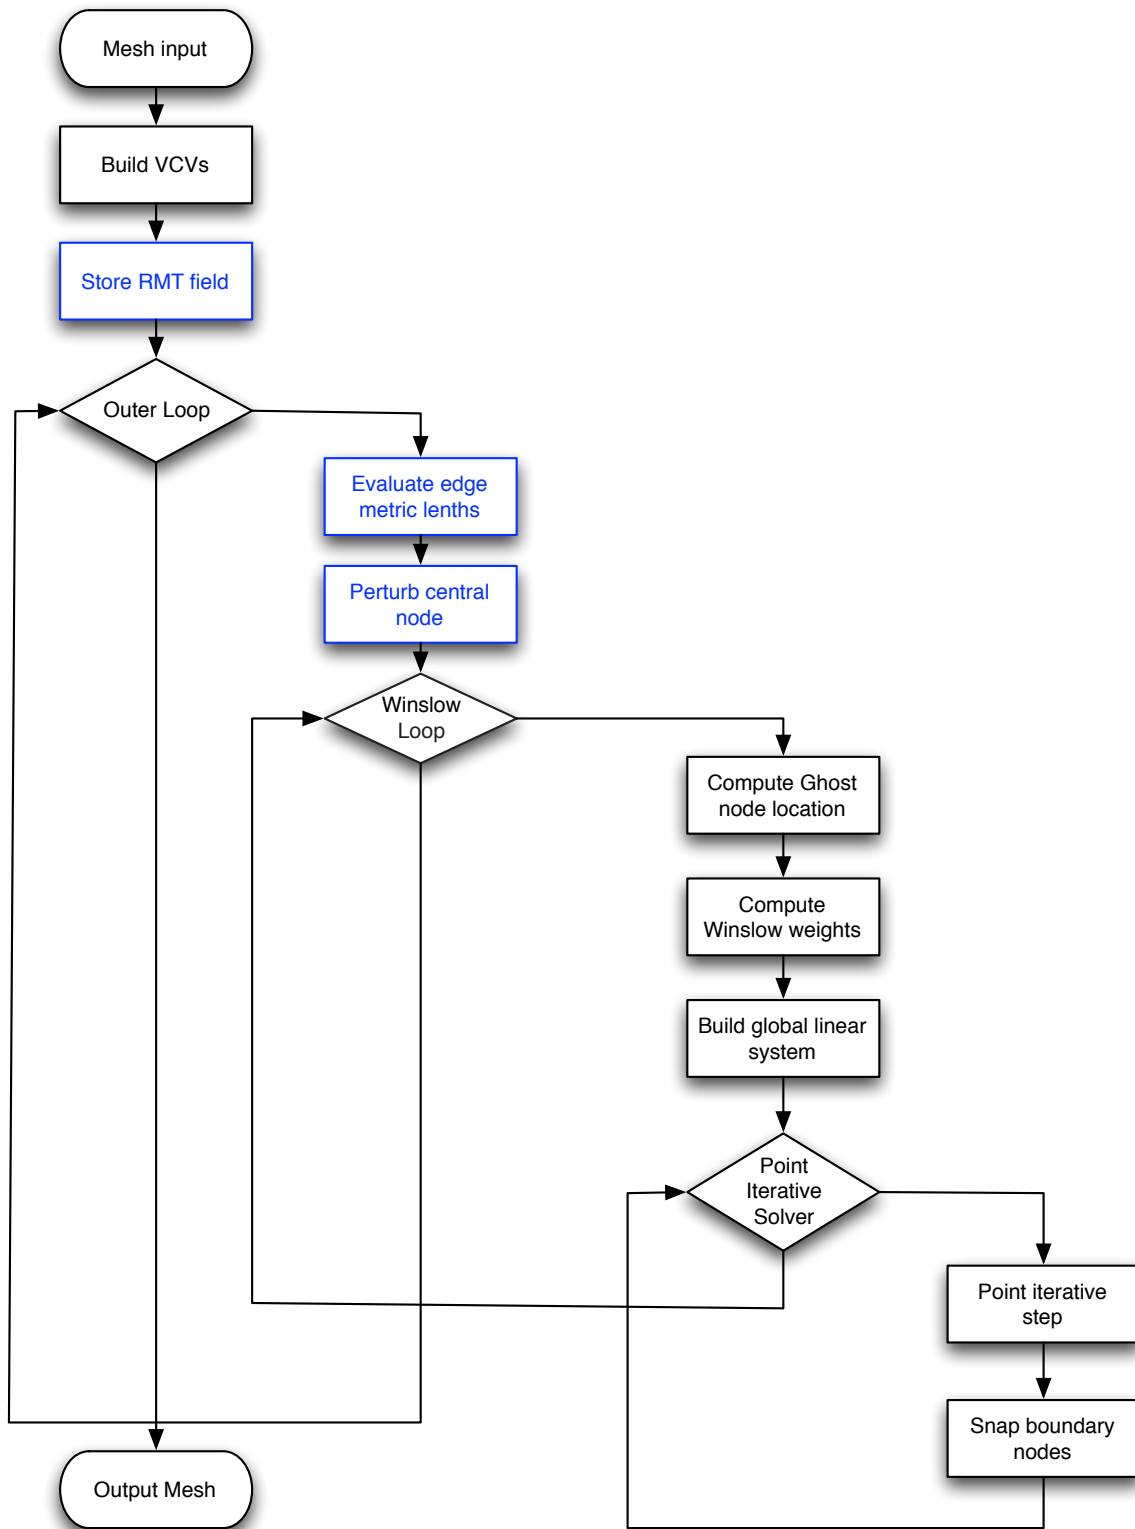 Mesh input
Build VCVs
Store RMT field
Outer Loop
Evaluate edge
metric lenths
Perturb central
node
Winslow
Loop
Compute Ghost
node location
Compute
Winslow weights
Build global linear
system
Point
Iterative
Solver
Point iterative
step
Snap boundary
nodes
Output Mesh